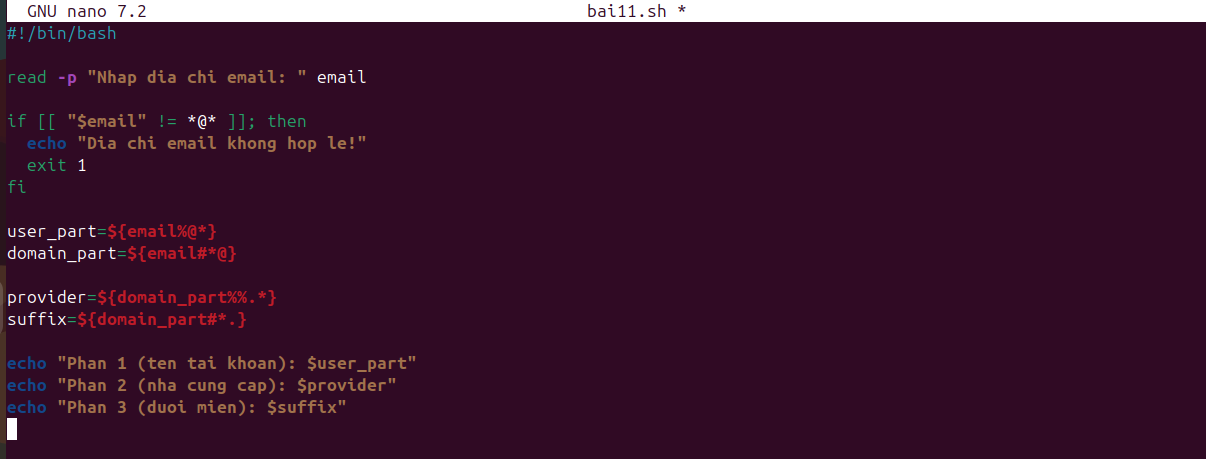 GNU nano 7.2 bai11.sh *
#!/bin/bash
read -p "Nhap dia chi email: " email
if [[ "$email" != *@* ]]; then
  echo "Dia chi email khong hop le!"
  exit 1
fi
user_part=${email%@*}
domain_part=${email#*@}
provider=${domain_part%%.*}
suffix=${domain_part#*.}
echo "Phan 1 (ten tai khoan): $user_part"
echo "Phan 2 (nha cung cap): $provider"
echo "Phan 3 (duoi mien): $suffix"